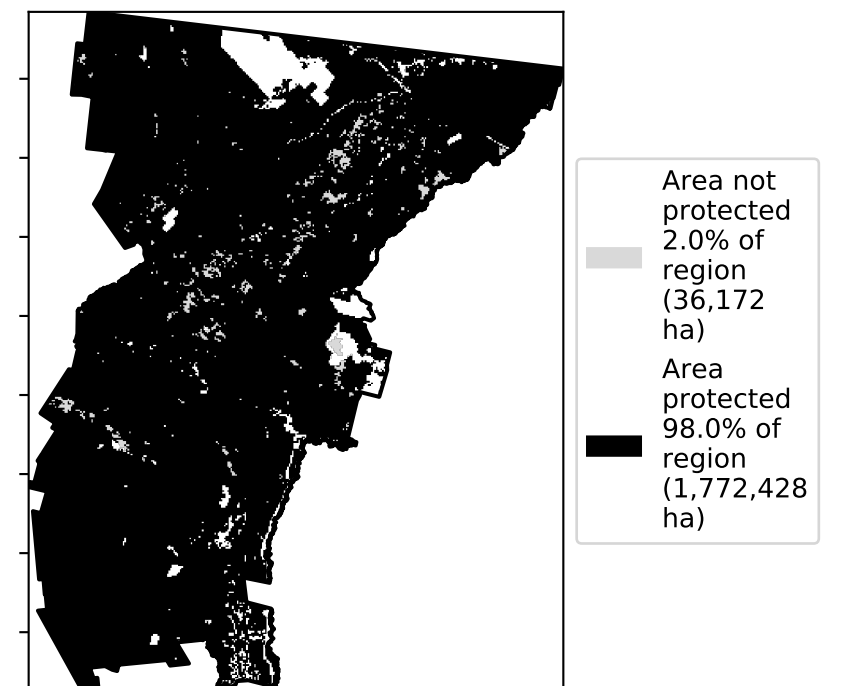 Area not
protected
2.0% of
region
(36,172
ha)
Area
protected
98.0% of
region
(1,772,428
ha)